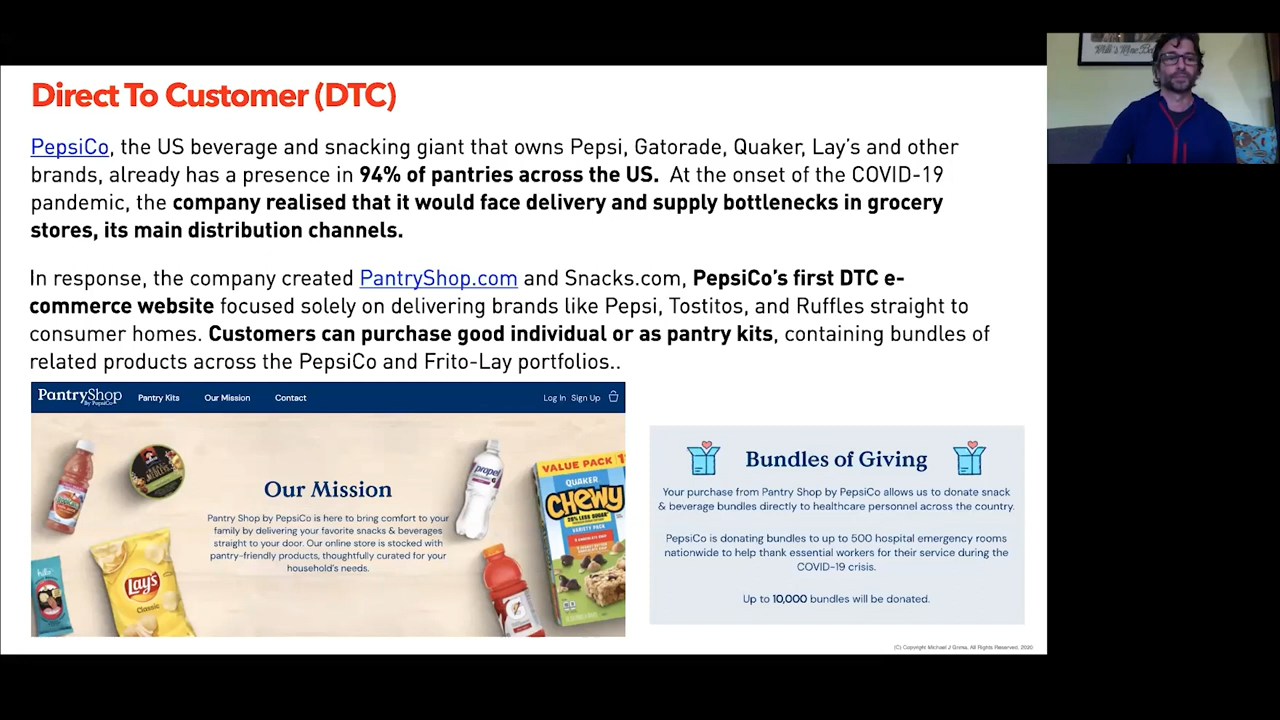 Direct To Customer (DTC)
PepsiCo, the US beverage and snacking giant that owns Pepsi, Gatorade, Quaker, Lay's and other
brands, already has a presence in 94% of pantries across the US. At the onset of the COVID-19
pandemic, the company realised that it would face delivery and supply bottlenecks in grocery
stores, its main distribution channels.
In response, the company created PantryShop.com and Snacks.com, PepsiCo's first DTC e-
commerce website focused solely on delivering brands like Pepsi, Tostitos, and Ruffles straight to
consumer homes. Customers can purchase good individual or as pantry kits, containing bundles of
related products across the PepsiCo and Frito-Lay portfolios..
PantryShop
By PepsiCo
Pantry Kits Our Mission Contact
Log In Sign Up
Our Mission
Pantry Shop by PepsiCo is here to bring comfort to your
family by delivering your favorite snacks & beverages
straight to your door. Our online store is stocked with
pantry-friendly products, thoughtfully curated for your
household's needs.
propel
VALUE PACK
QUAKER
CHEWY
VARIETY PACK
Lay's
Classic
Bundles of Giving
Your purchase from Pantry Shop by PepsiCo allows us to donate snack
& beverage bundles directly to healthcare personnel across the country.
PepsiCo is donating bundles to up to 500 hospital emergency rooms
nationwide to help thank essential workers for their service during the
COVID-19 crisis.
Up to 10,000 bundles will be donated.
(C) Copyright Michael J Grima, All Rights Reserved, 2020